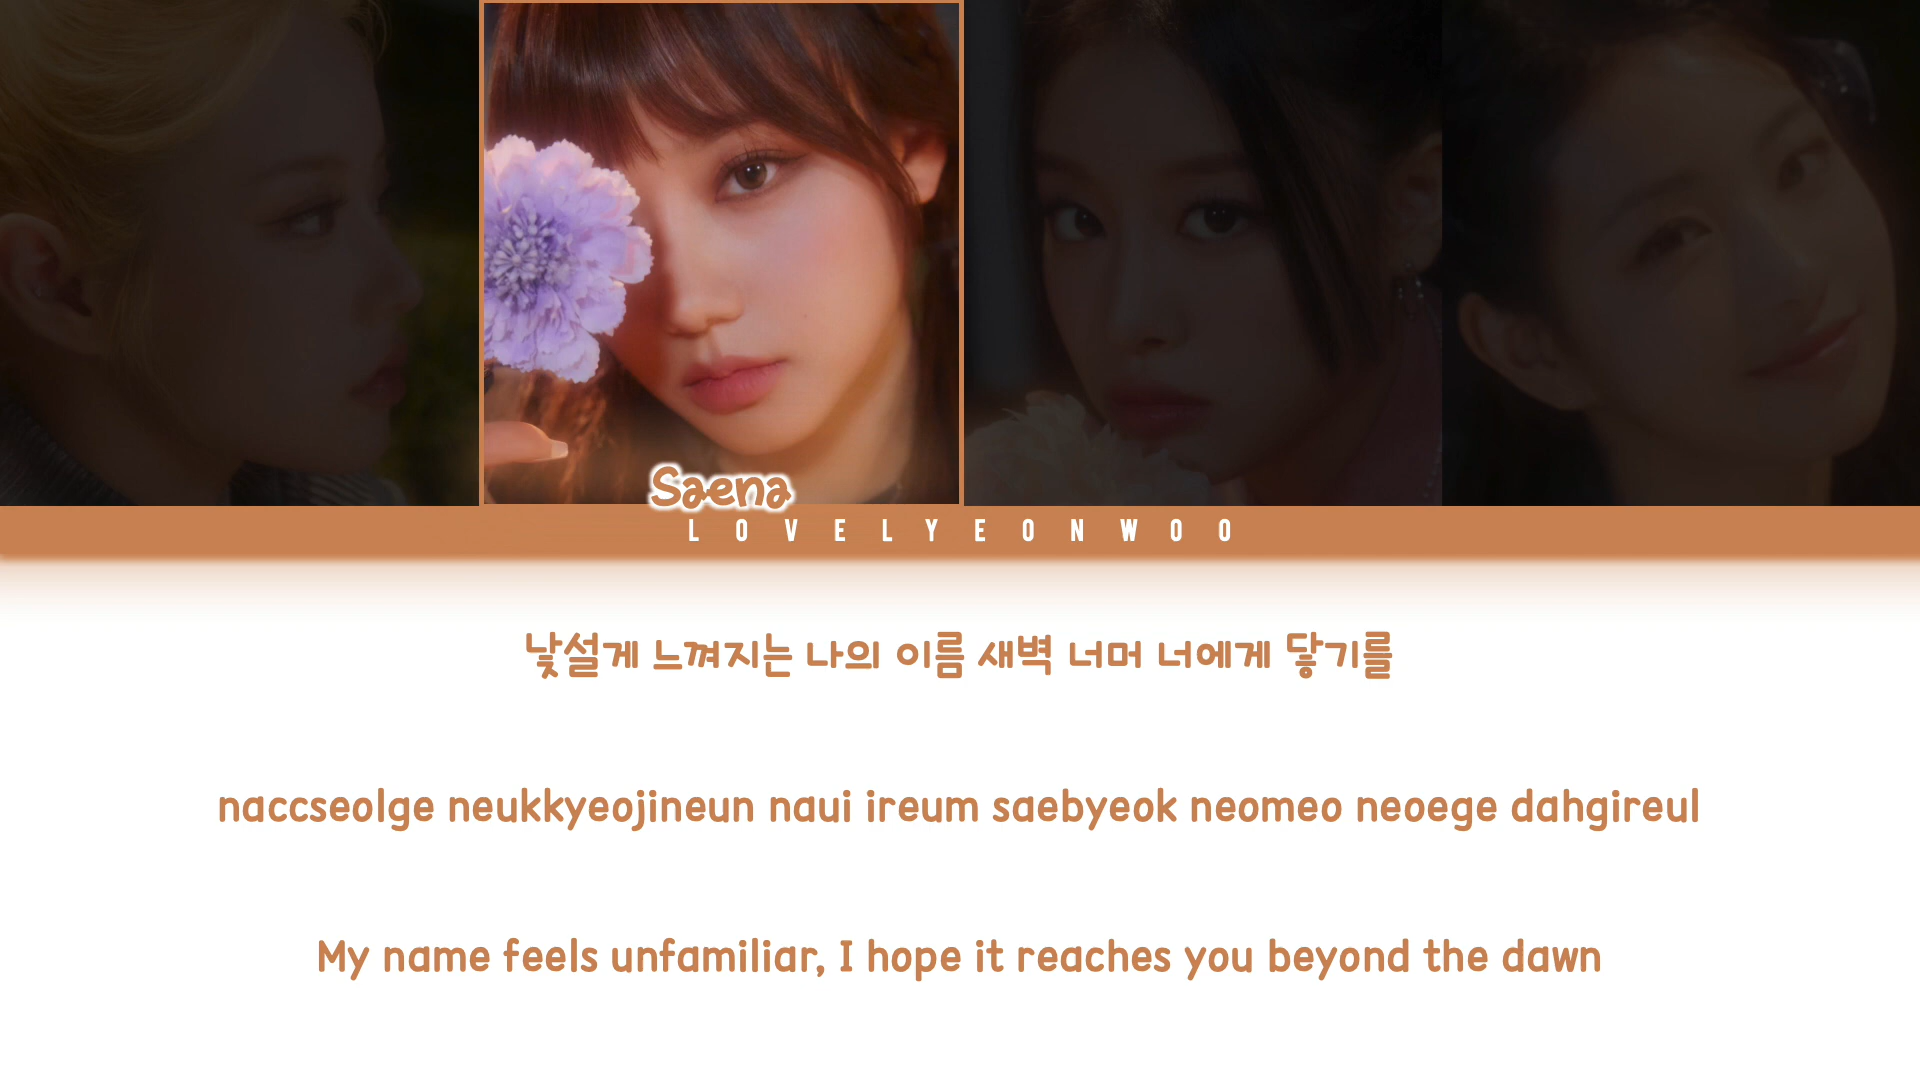 Saena
LOVELYEONWOO
낯설게 느껴지는 나의 이름 새벽 너머 너에게 닿기를
naccseolge neukkyeojineun naui ireum saebyeok neomeo neoege dahgireul
My name feels unfamiliar, I hope it reaches you beyond the dawn